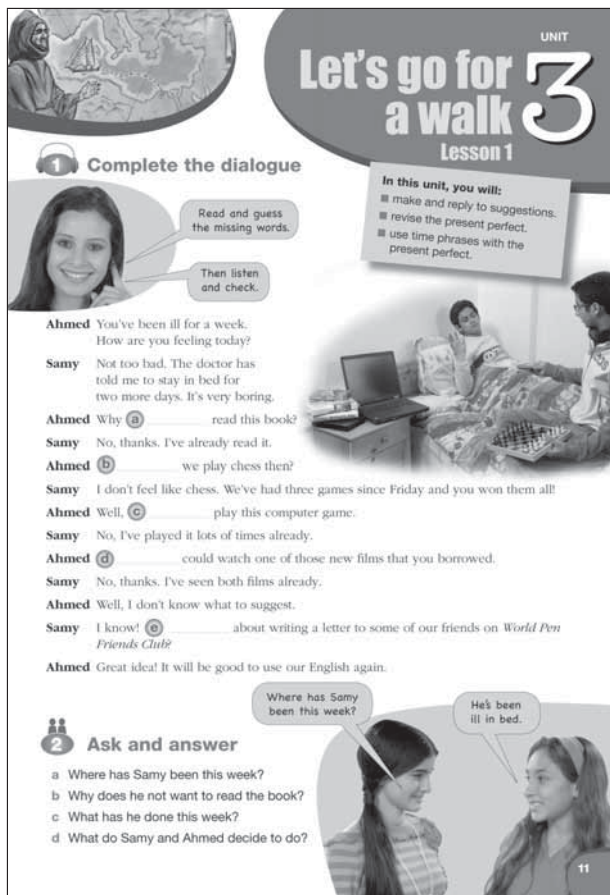 UNIT
3
Let's go for
a walk
Lesson 1
In this unit, you will:
■ make and reply to suggestions.
■ revise the present perfect.
■ use time phrases with the
present perfect.
1 Complete the dialogue
Read and guess
the missing words.
Then listen
and check.
Ahmed You've been ill for a week.
How are you feeling today?
Samy Not too bad. The doctor has
told me to stay in bed for
two more days. It's very boring.
Ahmed Why a read this book?
Samy No, thanks. I've already read it.
Ahmed b we play chess then?
Samy I don't feel like chess. We've had three games since Friday and you won them all!
Ahmed Well, c play this computer game.
Samy No, I've played it lots of times already.
Ahmed d could watch one of those new films that you borrowed.
Samy No, thanks. I've seen both films already.
Ahmed Well, I don't know what to suggest.
Samy I know! e about writing a letter to some of our friends on World Pen
Friends Club?
Ahmed Great idea! It will be good to use our English again.
Where has Samy
been this week?
He's been
ill in bed.
2 Ask and answer
a Where has Samy been this week?
b Why does he not want to read the book?
c What has he done this week?
d What do Samy and Ahmed decide to do?
11